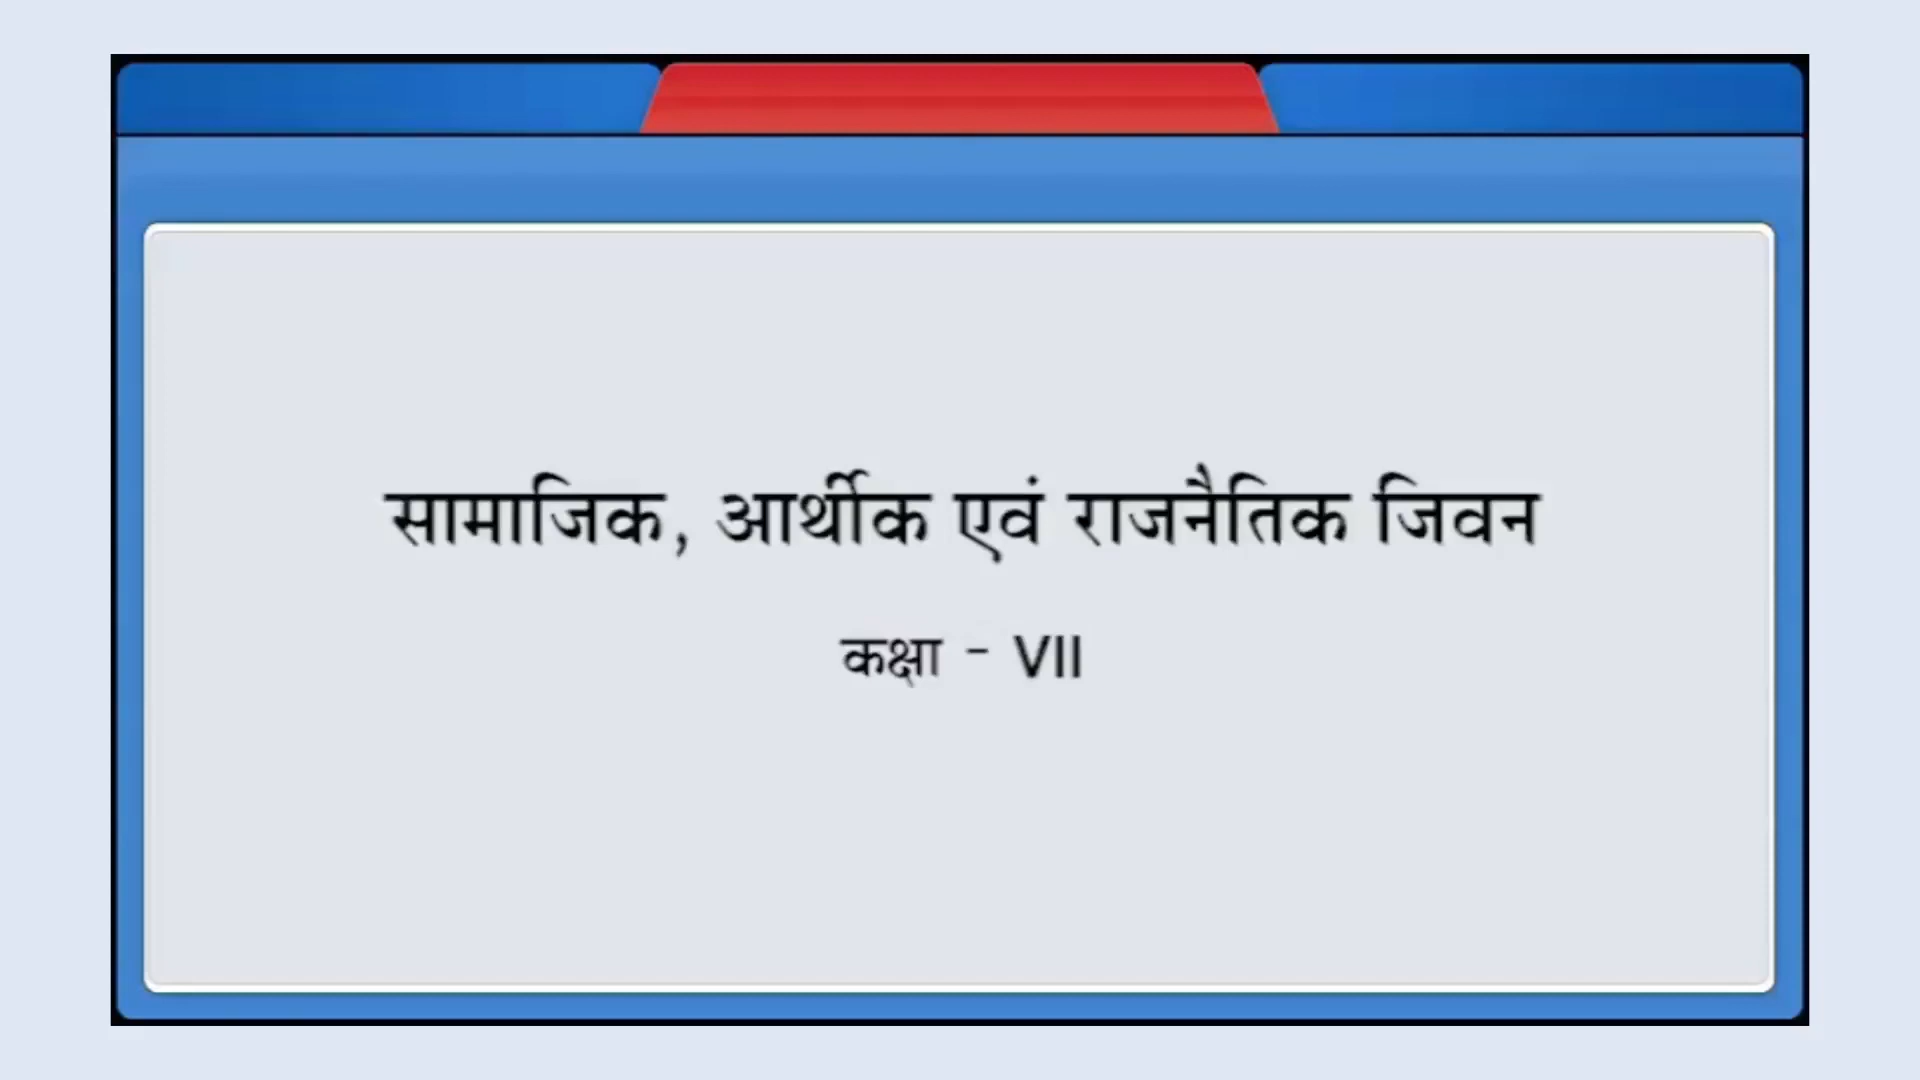 सामाजिक, आर्थीक एवं राजनैतिक जिवन
कक्षा - VII